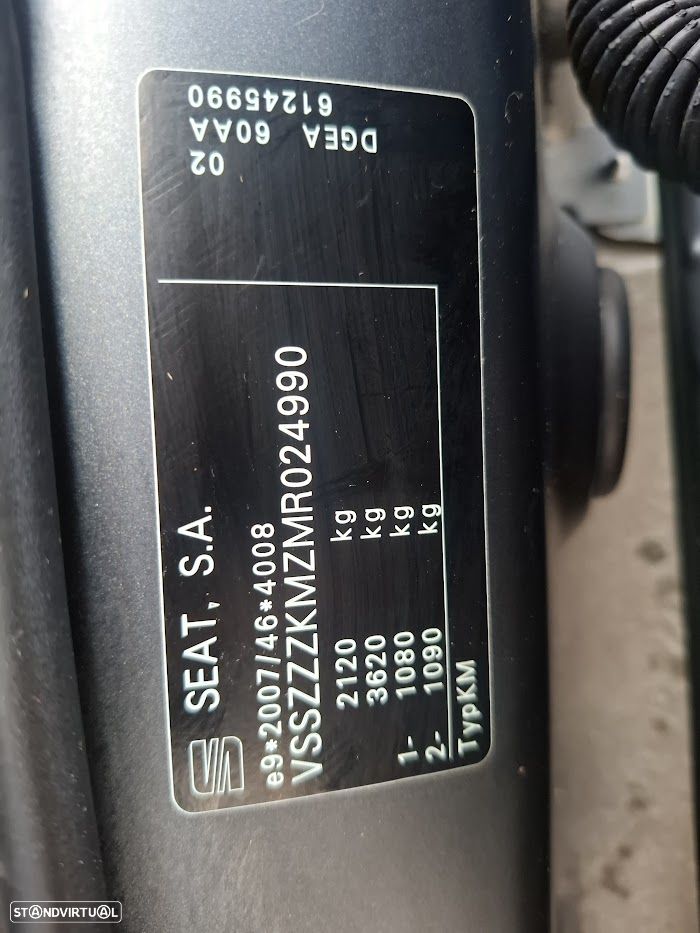 SEAT, S.A.
e9*2007/46*4008
VSSZZZKMZMR024990
2120 kg
3620 kg
1- 1080 kg
2- 1090 kg
TypKM
02
60AA 61245990
DGEA
STANDVIRTUAL